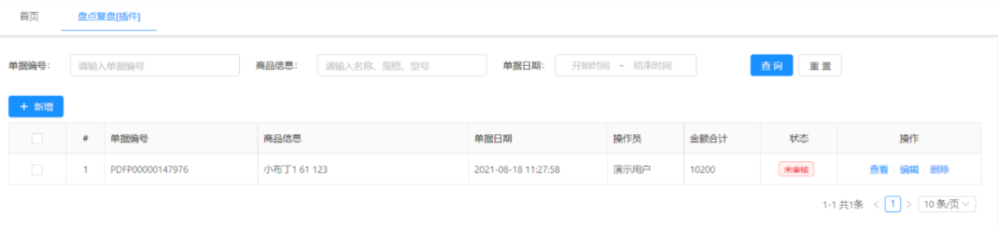 首页 盘点复盘[插件]
单据编号: 请输入单据编号 商品信息: 请输入名称、规格、型号 单据日期: 开始时间 ~ 结束时间 查 询 重 置
+ 新增
# 单据编号 商品信息 单据日期 操作员 金额合计 状态 操作
1 PDFP00000147976 小布丁1 61 123 2021-08-18 11:27:58 演示用户 10200 未审核 查看 编辑 删除
1-1 共1条 < 1 > 10 条/页